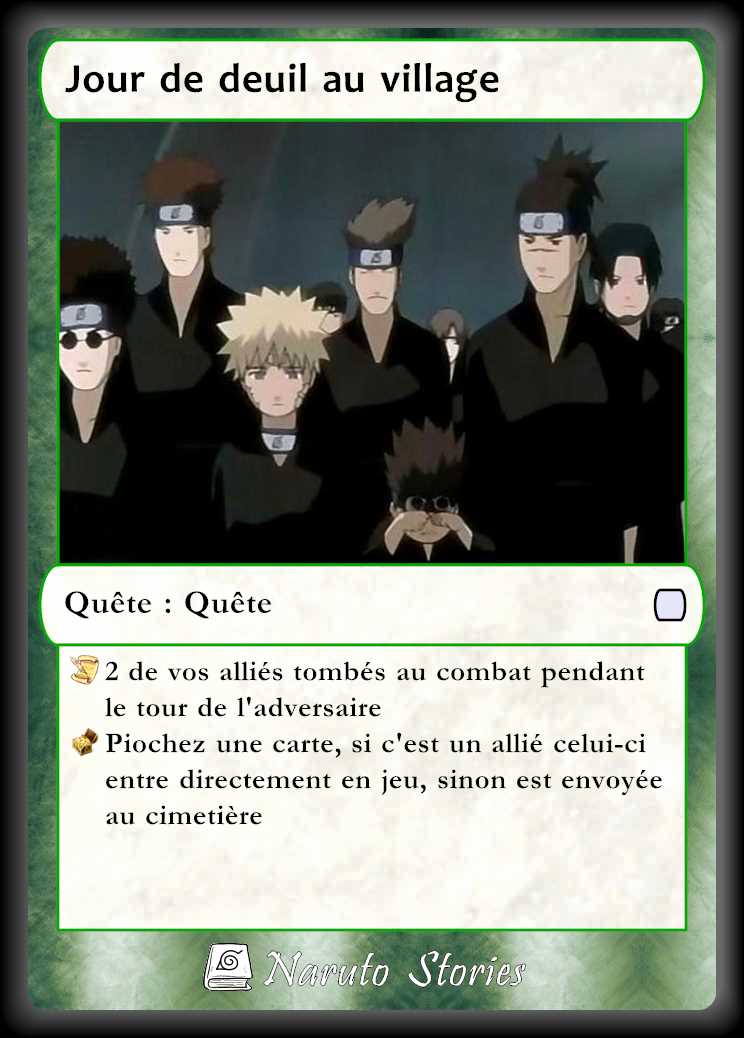 Jour de deuil au village
Quête : Quête
2 de vos alliés tombés au combat pendant
le tour de l'adversaire
Piochez une carte, si c'est un allié celui-ci
entre directement en jeu, sinon est envoyée
au cimetière
Naruto Stories